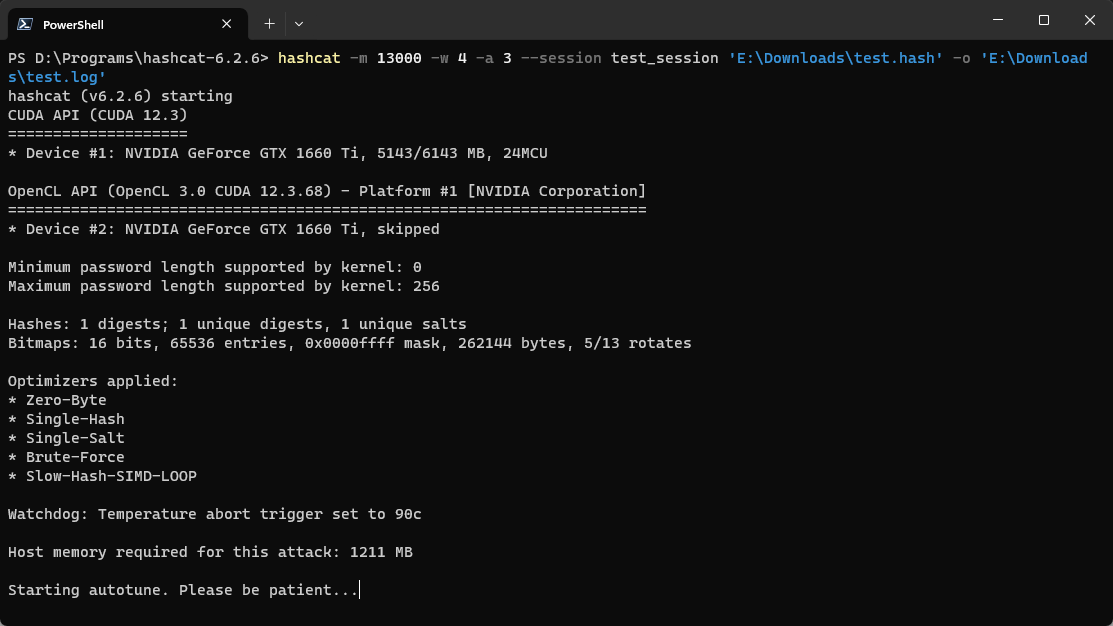 PowerShell
PS D:\Programs\hashcat-6.2.6> hashcat -m 13000 -w 4 -a 3 --session test_session 'E:\Downloads\test.hash' -o 'E:\Download
s\test.log'
hashcat (v6.2.6) starting
CUDA API (CUDA 12.3)
====================
* Device #1: NVIDIA GeForce GTX 1660 Ti, 5143/6143 MB, 24MCU
OpenCL API (OpenCL 3.0 CUDA 12.3.68) - Platform #1 [NVIDIA Corporation]
=======================================================================
* Device #2: NVIDIA GeForce GTX 1660 Ti, skipped
Minimum password length supported by kernel: 0
Maximum password length supported by kernel: 256
Hashes: 1 digests; 1 unique digests, 1 unique salts
Bitmaps: 16 bits, 65536 entries, 0x0000ffff mask, 262144 bytes, 5/13 rotates
Optimizers applied:
* Zero-Byte
* Single-Hash
* Single-Salt
* Brute-Force
* Slow-Hash-SIMD-LOOP
Watchdog: Temperature abort trigger set to 90c
Host memory required for this attack: 1211 MB
Starting autotune. Please be patient...